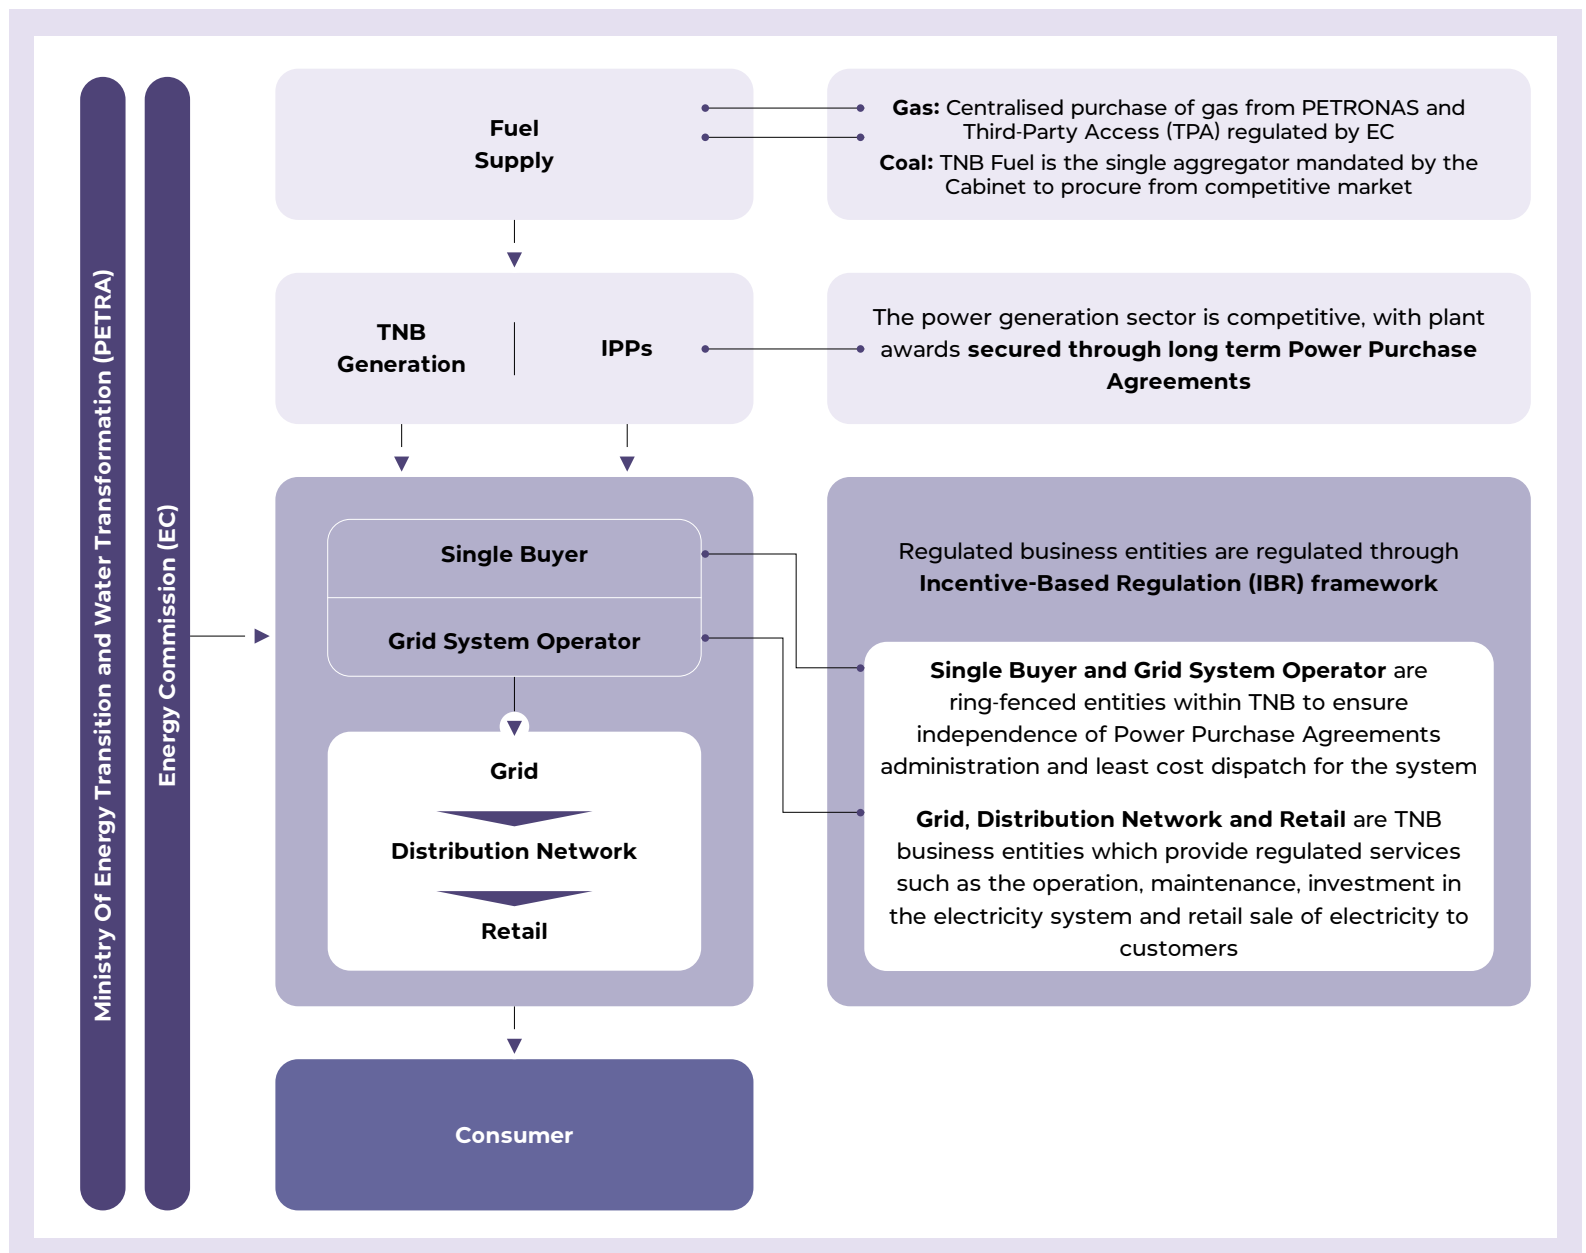 Ministry Of Energy Transition and Water Transformation (PETRA)
Energy Commission (EC)
Fuel
Supply
Gas: Centralised purchase of gas from PETRONAS and
Third-Party Access (TPA) regulated by EC
Coal: TNB Fuel is the single aggregator mandated by the
Cabinet to procure from competitive market
TNB
Generation
IPPs
The power generation sector is competitive, with plant
awards secured through long term Power Purchase
Agreements
Single Buyer
Grid System Operator
Grid
Distribution Network
Retail
Regulated business entities are regulated through
Incentive-Based Regulation (IBR) framework
Single Buyer and Grid System Operator are
ring-fenced entities within TNB to ensure
independence of Power Purchase Agreements
administration and least cost dispatch for the system
Grid, Distribution Network and Retail are TNB
business entities which provide regulated services
such as the operation, maintenance, investment in
the electricity system and retail sale of electricity to
customers
Consumer